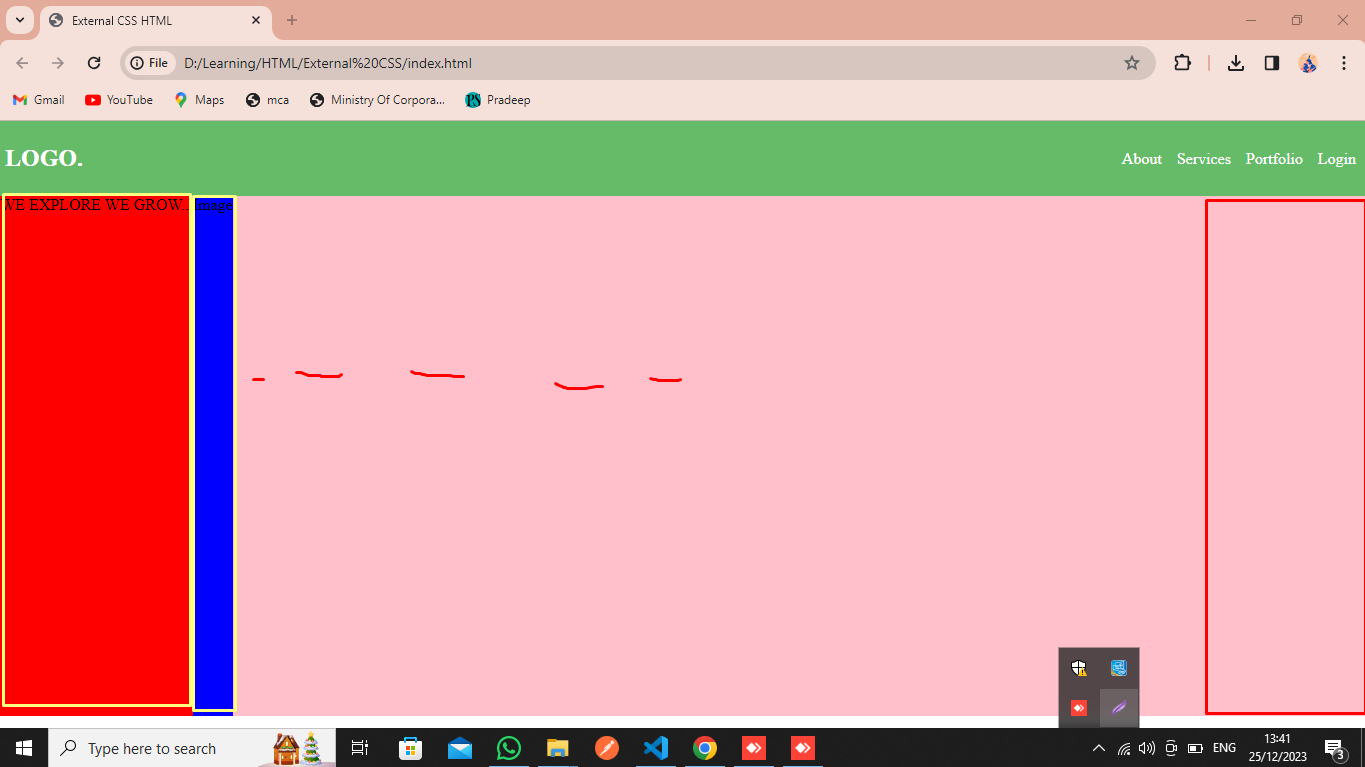 External CSS HTML
File D:/Learning/HTML/External%20CSS/index.html
Gmail YouTube Maps mca Ministry Of Corpora... Pradeep
LOGO. About Services Portfolio Login
WE EXPLORE WE GROW.. image
Type here to search
ENG
13:41
25/12/2023
3